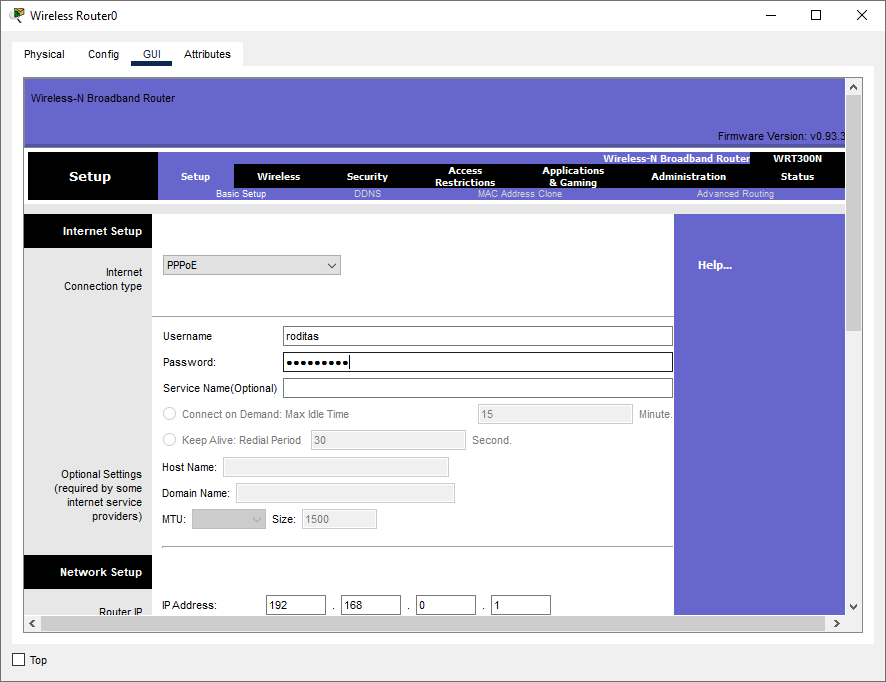 Wireless Router0
Physical Config GUI Attributes
Wireless-N Broadband Router
Firmware Version: v0.93.3
Wireless-N Broadband Router WRT300N
Setup
Setup Wireless Security Access Restrictions Applications & Gaming Administration Status
Basic Setup DDNS MAC Address Clone Advanced Routing
Internet Setup
Internet
Connection type
PPPoE
Help...
Username roditas
Password: •••••••••
Service Name(Optional)
Connect on Demand: Max Idle Time 15 Minute.
Keep Alive: Redial Period 30 Second.
Optional Settings
(required by some
internet service
providers)
Host Name:
Domain Name:
MTU: Size: 1500
Network Setup
Router IP
IP Address: 192 . 168 . 0 . 1
Top